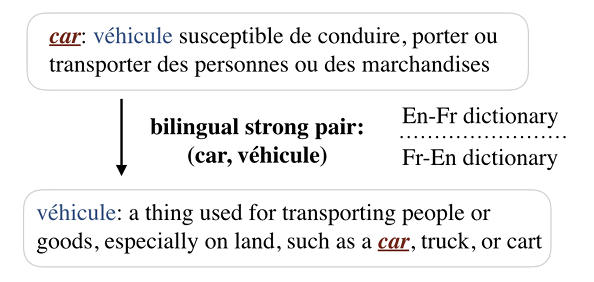 car: véhicule susceptible de conduire, porter ou
transporter des personnes ou des marchandises
bilingual strong pair:
(car, véhicule)
En-Fr dictionary
Fr-En dictionary
véhicule: a thing used for transporting people or
goods, especially on land, such as a car, truck, or cart